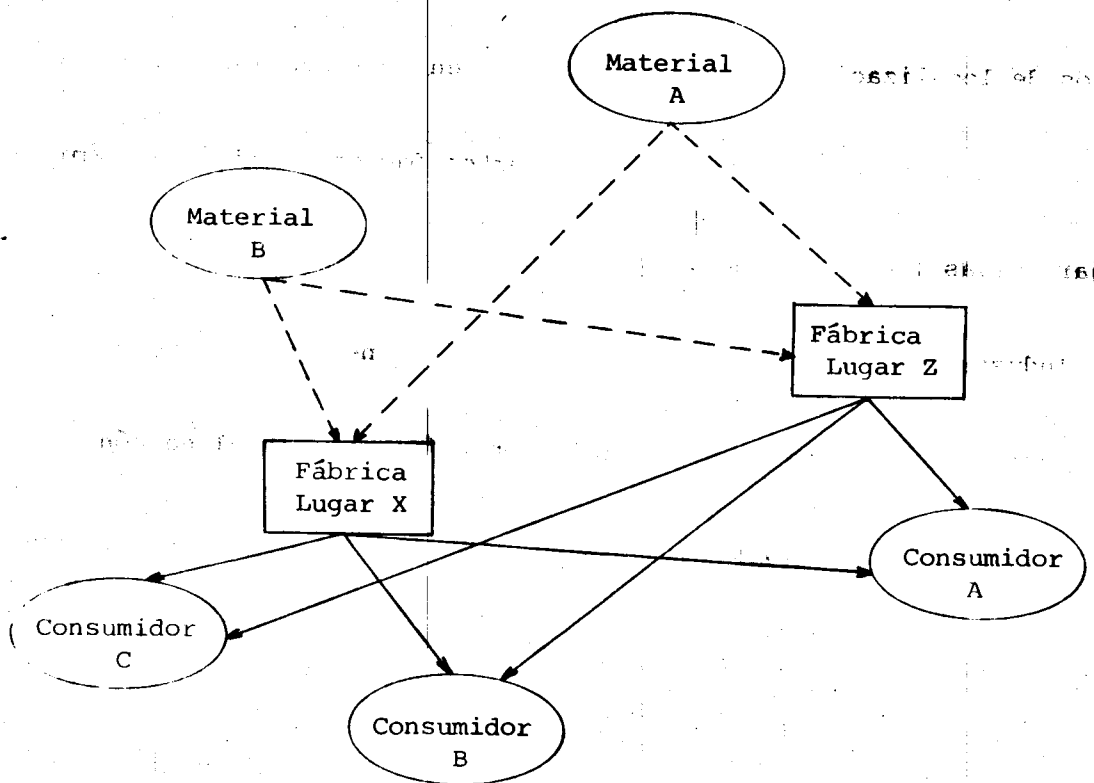 Material
A
Material
B
Fábrica
Lugar Z
Fábrica
Lugar X
Consumidor
A
Consumidor
C
Consumidor
B